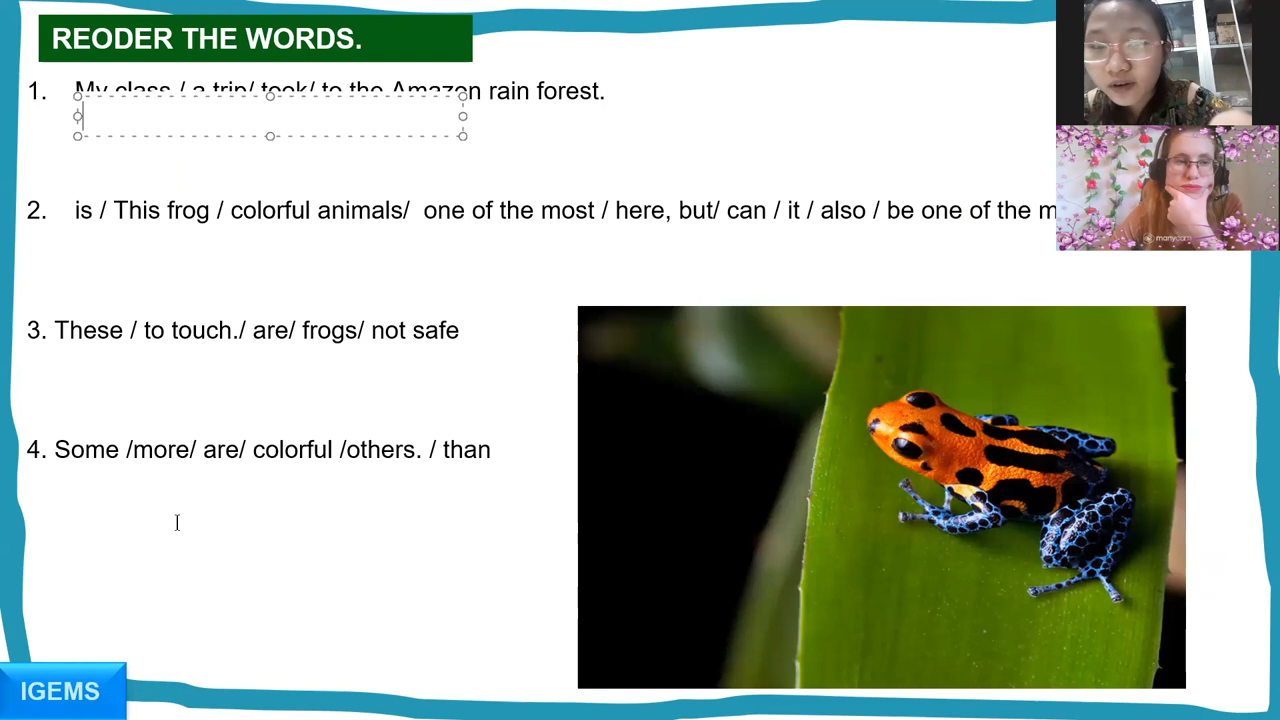 REODER THE WORDS.
1. My class / a trip/ took/ to the Amazon rain forest.
2. is / This frog / colorful animals/ one of the most / here, but/ can / it / also / be one of the m
3. These / to touch./ are/ frogs/ not safe
4. Some /more/ are/ colorful /others. / than
IGEMS
manycam